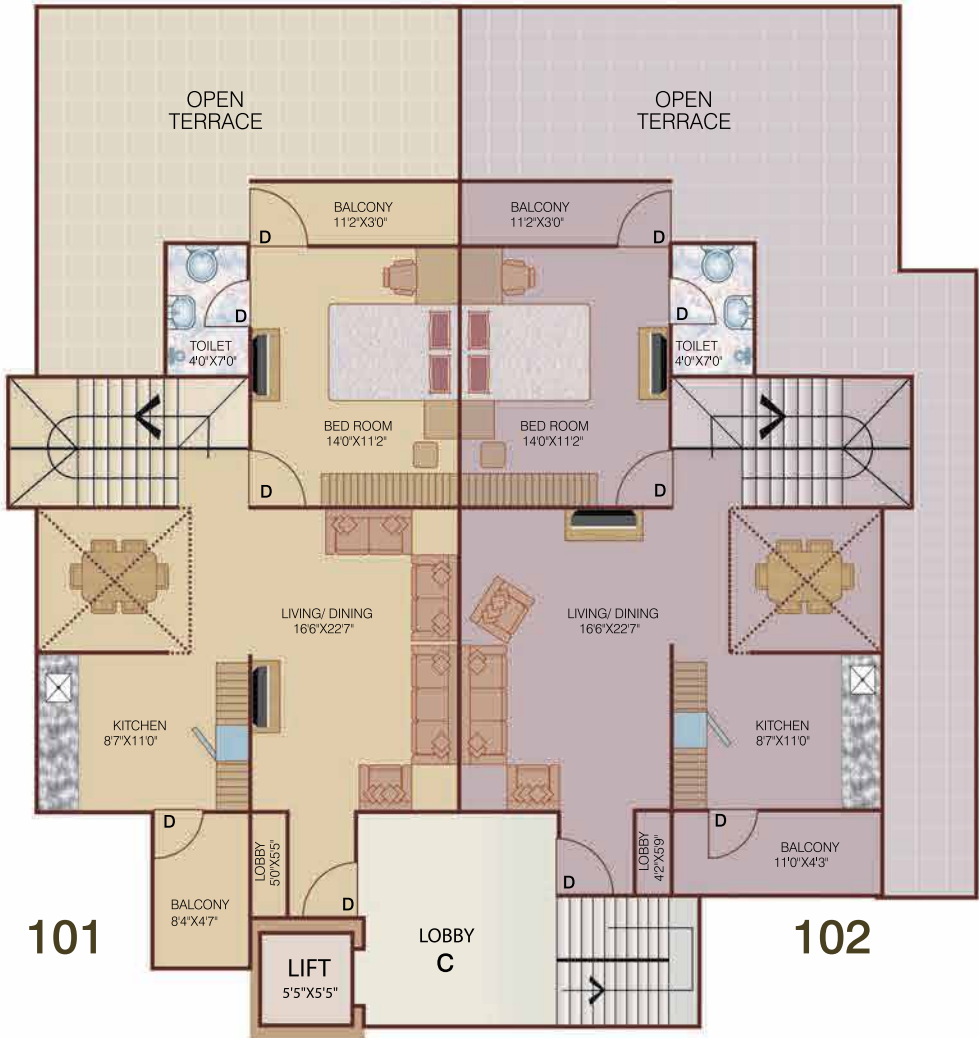 OPEN
TERRACE
OPEN
TERRACE
BALCONY
11'2"X3'0"
BALCONY
11'2"X3'0"
D
D
D
D
TOILET
4'0"X7'0"
TOILET
4'0"X7'0"
BED ROOM
14'0"X11'2"
BED ROOM
14'0"X11'2"
D
D
LIVING/ DINING
16'6"X22'7"
LIVING/ DINING
16'6"X22'7"
KITCHEN
8'7"X11'0"
KITCHEN
8'7"X11'0"
D
D
LOBBY
5'0"X5'5"
LOBBY
4'2"X5'9"
BALCONY
11'0"X4'3"
D
D
BALCONY
8'4"X4'7"
101
LOBBY
C
102
LIFT
5'5"X5'5"